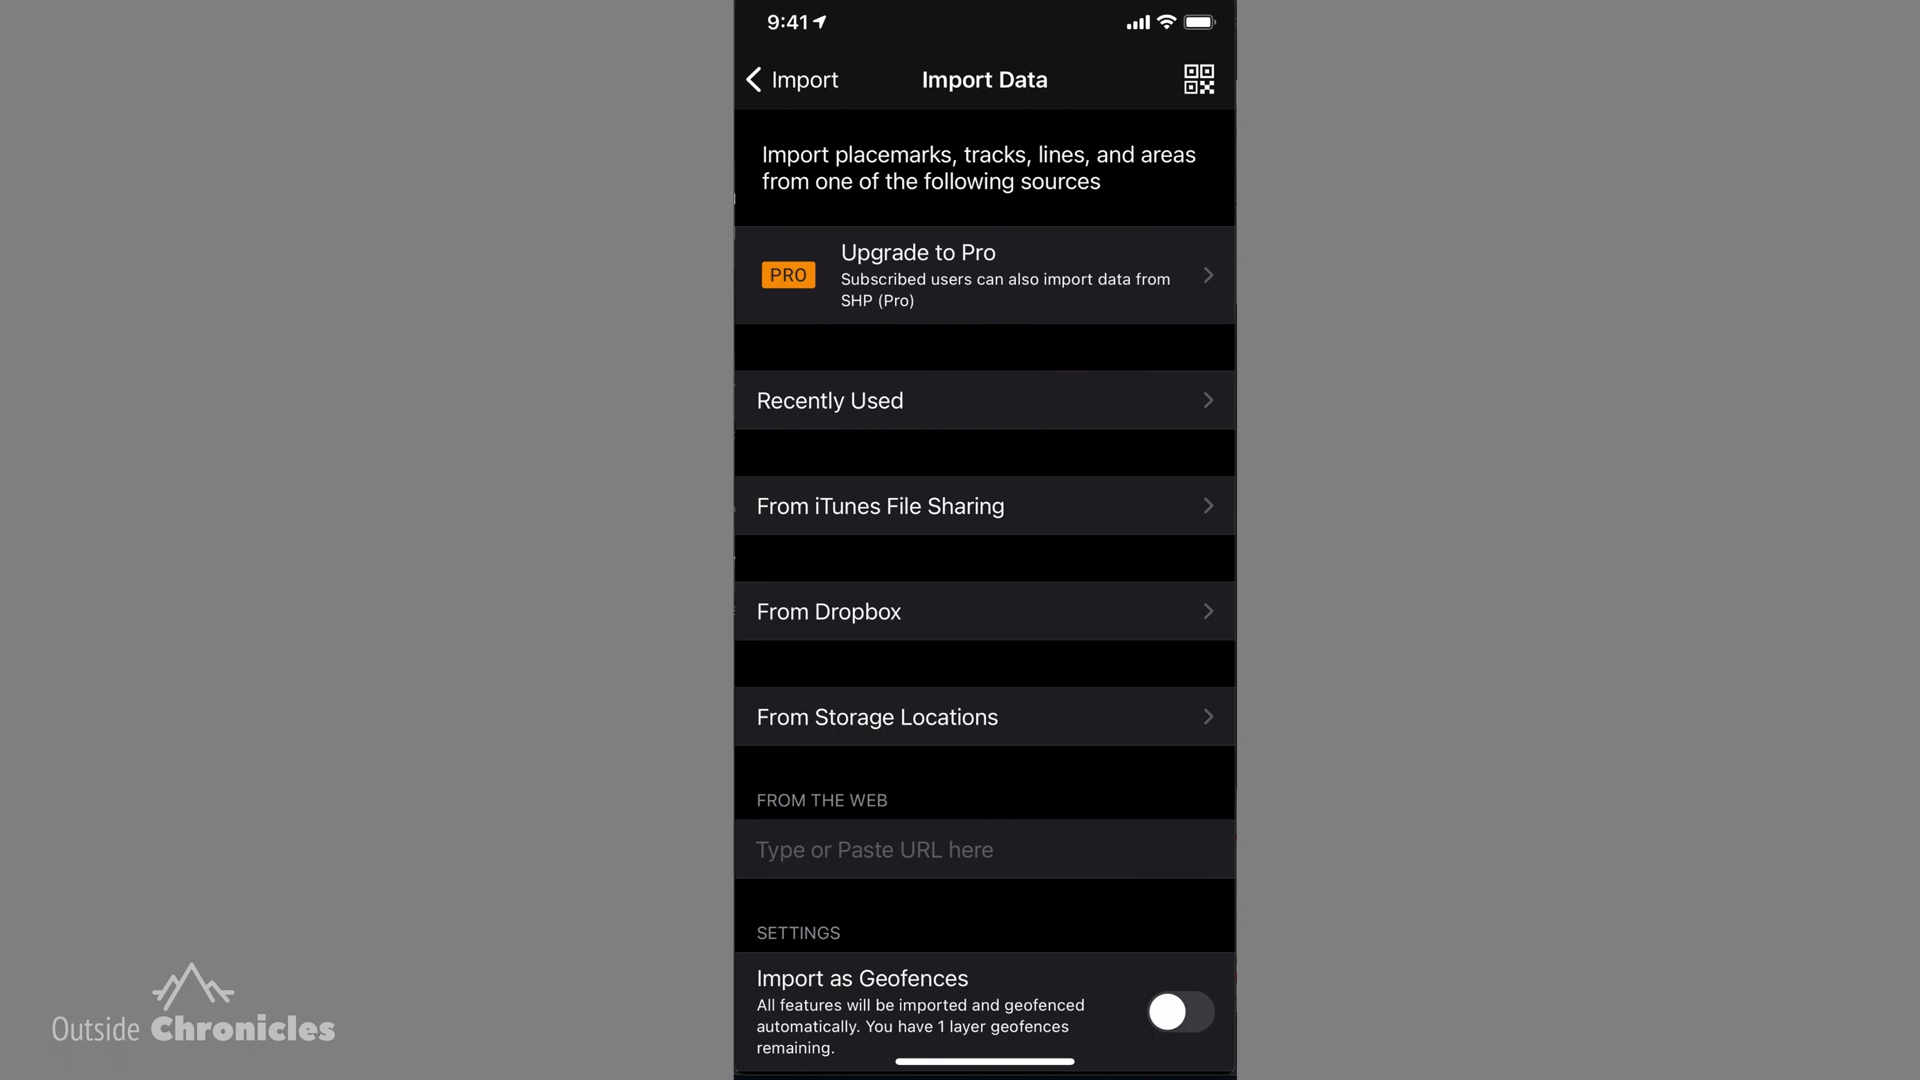 9:41
Import
Import Data
Import placemarks, tracks, lines, and areas
from one of the following sources
PRO
Upgrade to Pro
Subscribed users can also import data from
SHP (Pro)
Recently Used
From iTunes File Sharing
From Dropbox
From Storage Locations
FROM THE WEB
Type or Paste URL here
SETTINGS
Import as Geofences
All features will be imported and geofenced
automatically. You have 1 layer geofences
remaining.
Outside Chronicles